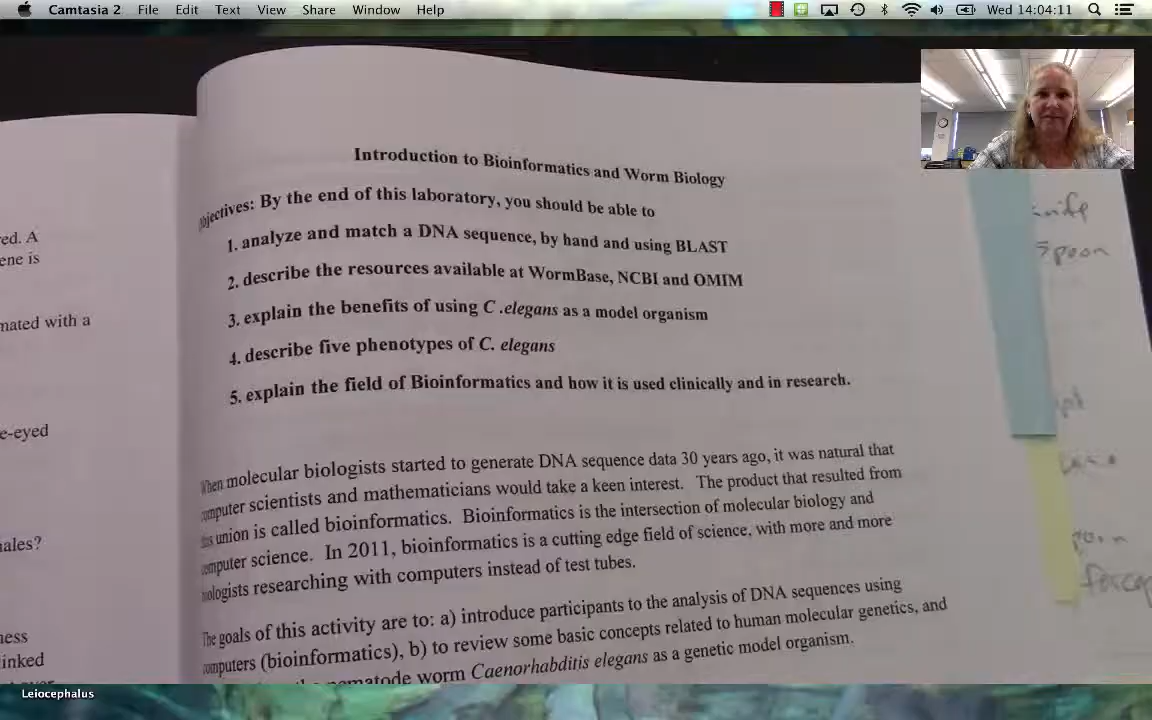 Camtasia 2 File Edit Text View Share Window Help Wed 14:04:11
Introduction to Bioinformatics and Worm Biology
Objectives: By the end of this laboratory, you should be able to
1. analyze and match a DNA sequence, by hand and using BLAST
2. describe the resources available at WormBase, NCBI and OMIM
3. explain the benefits of using C .elegans as a model organism
4. describe five phenotypes of C. elegans
5. explain the field of Bioinformatics and how it is used clinically and in research.
When molecular biologists started to generate DNA sequence data 30 years ago, it was natural that
computer scientists and mathematicians would take a keen interest. The product that resulted from
this union is called bioinformatics. Bioinformatics is the intersection of molecular biology and
computer science. In 2011, bioinformatics is a cutting edge field of science, with more and more
biologists researching with computers instead of test tubes.
The goals of this activity are to: a) introduce participants to the analysis of DNA sequences using
computers (bioinformatics), b) to review some basic concepts related to human molecular genetics, and
nematode worm Caenorhabditis elegans as a genetic model organism.
red. A
ene is
mated with a
e-eyed
males?
ness
linked
knife
spoon
Leiocephalus